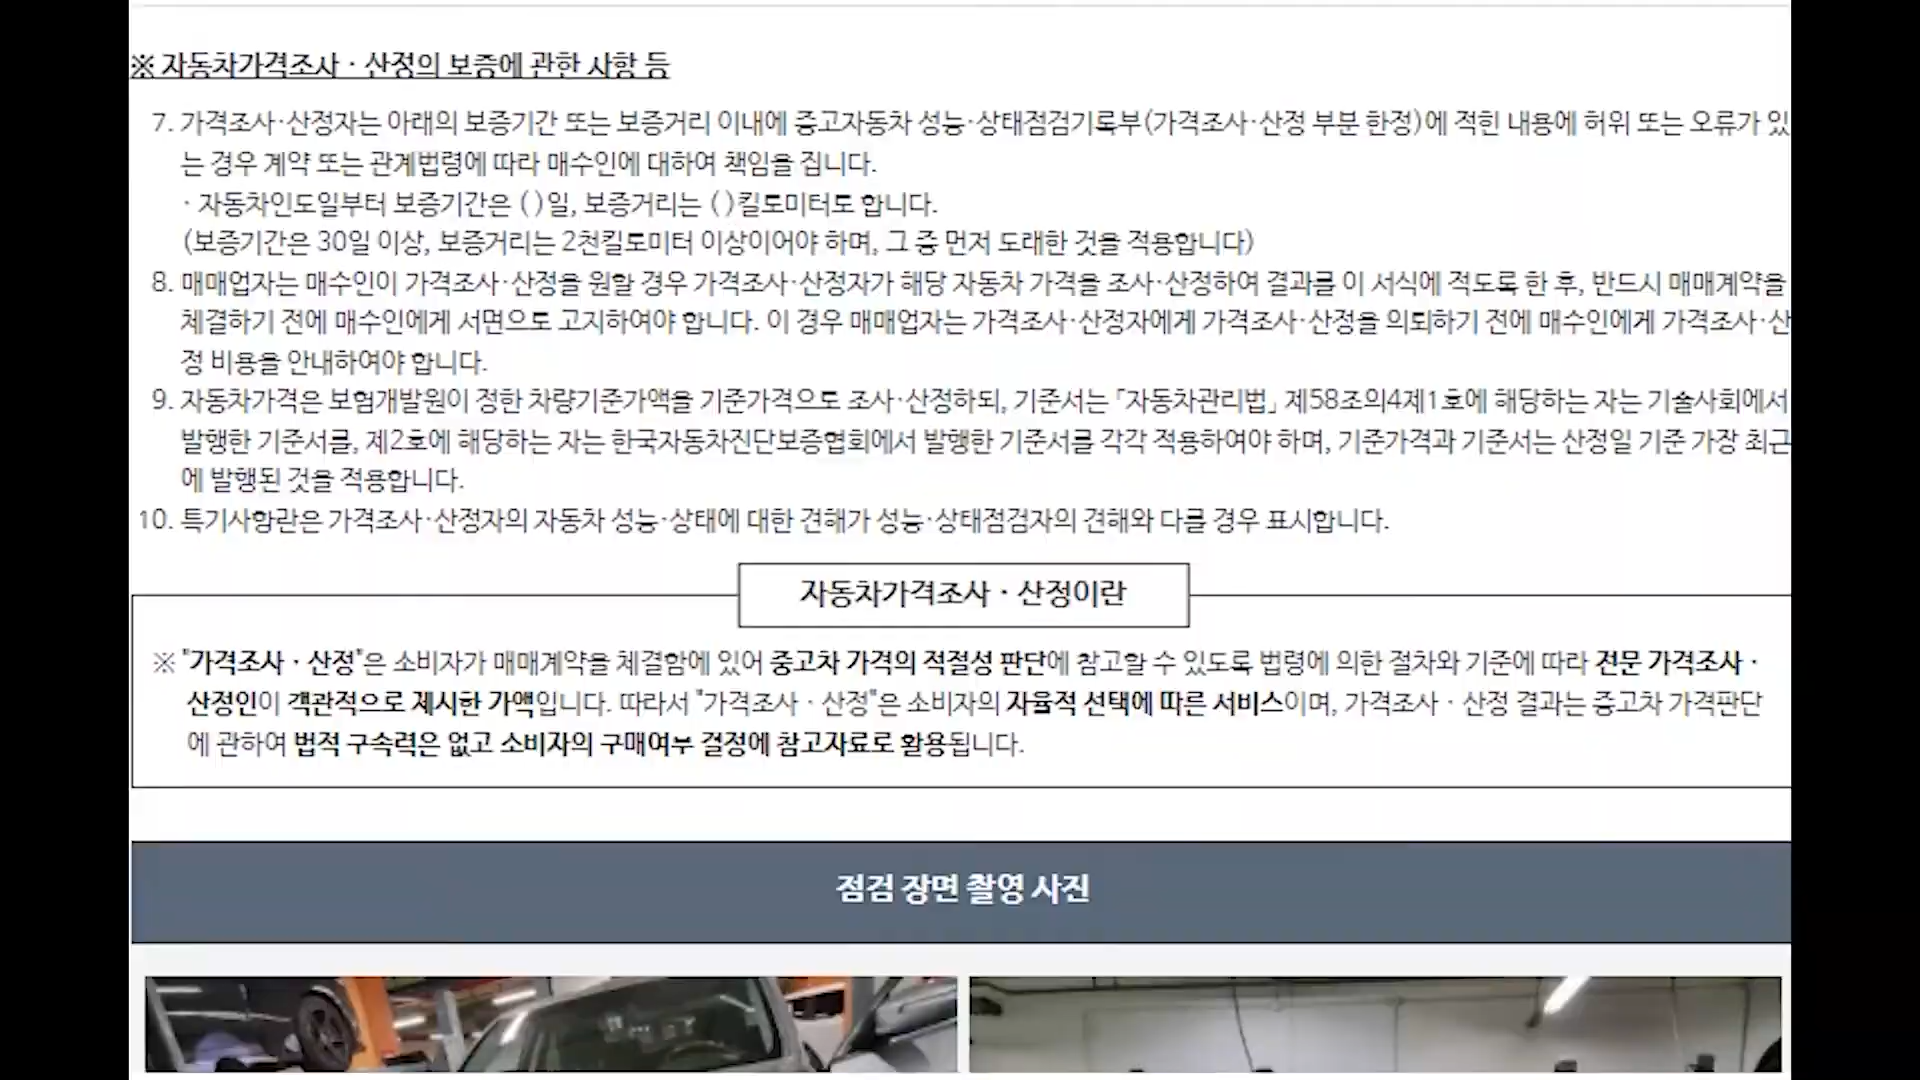 ※ 자동차가격조사 · 산정의 보증에 관한 사항 등
7. 가격조사·산정자는 아래의 보증기간 또는 보증거리 이내에 중고자동차 성능·상태점검기록부(가격조사·산정 부분 한정)에 적힌 내용에 허위 또는 오류가 있
는 경우 계약 또는 관계법령에 따라 매수인에 대하여 책임을 집니다.
· 자동차인도일부터 보증기간은 ( )일, 보증거리는 ( )킬로미터로 합니다.
(보증기간은 30일 이상, 보증거리는 2천킬로미터 이상이어야 하며, 그 중 먼저 도래한 것을 적용합니다)
8. 매매업자는 매수인이 가격조사·산정을 원할 경우 가격조사·산정자가 해당 자동차 가격을 조사·산정하여 결과를 이 서식에 적도록 한 후, 반드시 매매계약을
체결하기 전에 매수인에게 서면으로 고지하여야 합니다. 이 경우 매매업자는 가격조사·산정자에게 가격조사·산정을 의뢰하기 전에 매수인에게 가격조사·산
정 비용을 안내하여야 합니다.
9. 자동차가격은 보험개발원이 정한 차량기준가액을 기준가격으로 조사·산정하되, 기준서는 「자동차관리법」 제58조의4제1호에 해당하는 자는 기술사회에서
발행한 기준서를, 제2호에 해당하는 자는 한국자동차진단보증협회에서 발행한 기준서를 각각 적용하여야 하며, 기준가격과 기준서는 산정일 기준 가장 최근
에 발행된 것을 적용합니다.
10. 특기사항란은 가격조사·산정자의 자동차 성능·상태에 대한 견해가 성능·상태점검자의 견해와 다를 경우 표시합니다.
자동차가격조사 · 산정이란
※ "가격조사 · 산정"은 소비자가 매매계약을 체결함에 있어 중고차 가격의 적절성 판단에 참고할 수 있도록 법령에 의한 절차와 기준에 따라 전문 가격조사 ·
산정인이 객관적으로 제시한 가액입니다. 따라서 "가격조사 · 산정"은 소비자의 자율적 선택에 따른 서비스이며, 가격조사 · 산정 결과는 중고차 가격판단
에 관하여 법적 구속력은 없고 소비자의 구매여부 결정에 참고자료로 활용됩니다.
점검 장면 촬영 사진